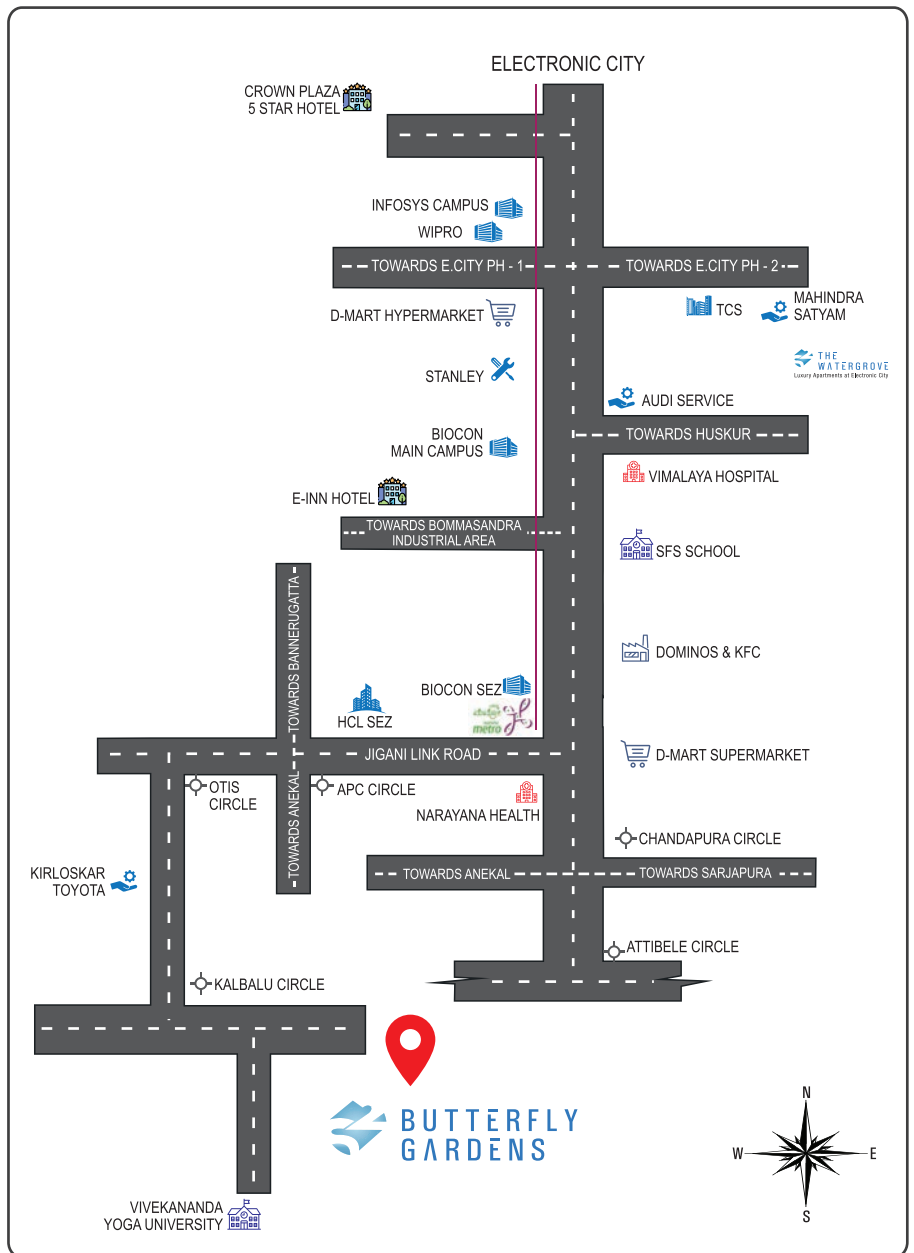 ELECTRONIC CITY
CROWN PLAZA
5 STAR HOTEL
INFOSYS CAMPUS
WIPRO
TOWARDS E.CITY PH - 1
TOWARDS E.CITY PH - 2
D-MART HYPERMARKET
TCS
MAHINDRA
SATYAM
STANLEY
THE
WATERGROVE
Luxury Apartments at Electronic City
AUDI SERVICE
BIOCON
MAIN CAMPUS
TOWARDS HUSKUR
VIMALAYA HOSPITAL
E-INN HOTEL
TOWARDS BOMMASANDRA
INDUSTRIAL AREA
SFS SCHOOL
TOWARDS BANNERUGATTA
DOMINOS & KFC
BIOCON SEZ
HCL SEZ
metro
JIGANI LINK ROAD
D-MART SUPERMARKET
OTIS
CIRCLE
APC CIRCLE
TOWARDS ANEKAL
NARAYANA HEALTH
CHANDAPURA CIRCLE
KIRLOSKAR
TOYOTA
TOWARDS ANEKAL
TOWARDS SARJAPURA
ATTIBELE CIRCLE
KALBALU CIRCLE
BUTTERFLY
GARDENS
N
W
E
S
VIVEKANANDA
YOGA UNIVERSITY